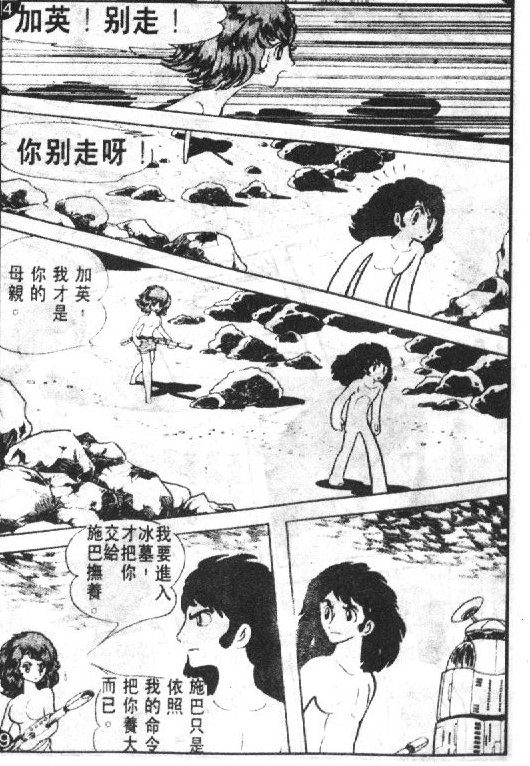 4
加英！别走！
你别走呀！
加英，
我才是
你的
母親。
我要進入
冰墓，
才把你
交給
施巴撫養。
施巴只是
依照
我的命令
把你養大
而已。
9